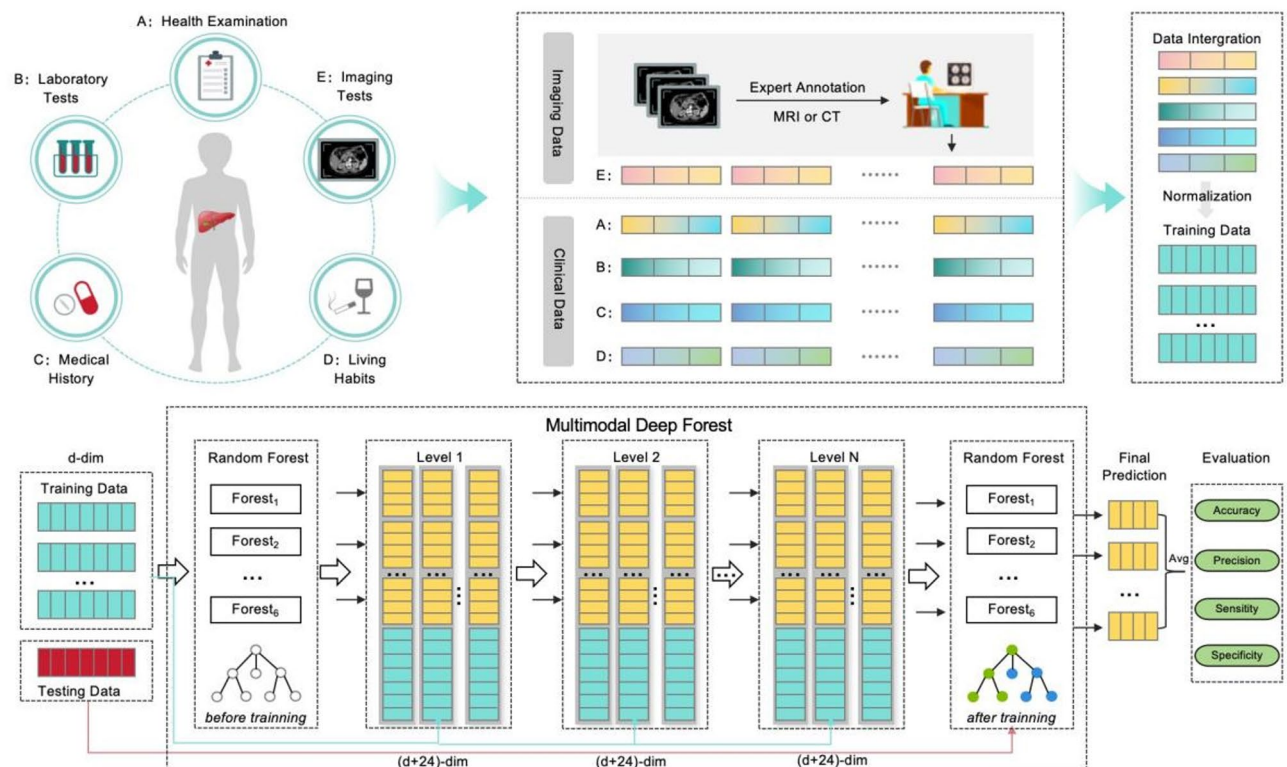 A: Health Examination
B: Laboratory
Tests
E: Imaging
Tests
C: Medical
History
D: Living
Habits
Imaging Data
Expert Annotation
MRI or CT
E:
......
Clinical Data
A:
......
B:
......
C:
......
D:
......
Data Intergration
Normalization
Training Data
...
Multimodal Deep Forest
d-dim
Training Data
...
Testing Data
Random Forest
Forest1
Forest2
...
Forest6
before trainning
Level 1
Level 2
...
Level N
(d+24)-dim
(d+24)-dim
(d+24)-dim
Random Forest
Forest1
Forest2
...
Forest6
after trainning
Final
Prediction
...
Avg
Evaluation
Accuracy
Precision
Sensitity
Specificity